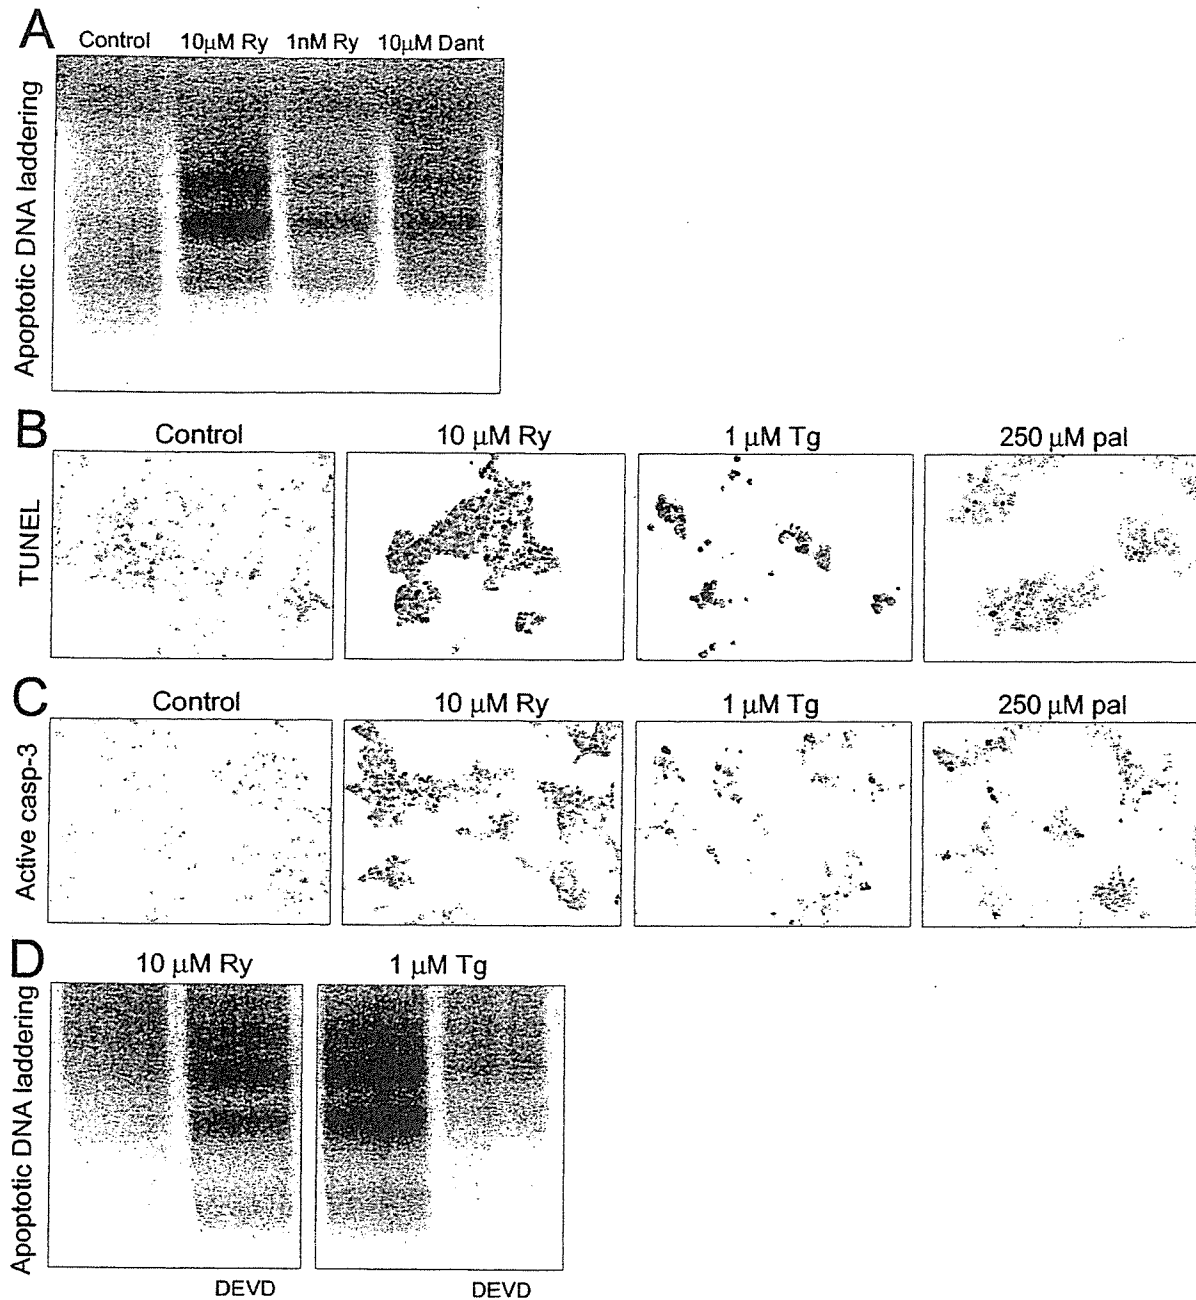 A
Control 10μM Ry 1nM Ry 10μM Dant
Apoptotic DNA laddering
B
Control 10 μM Ry 1 μM Tg 250 μM pal
TUNEL
C
Control 10 μM Ry 1 μM Tg 250 μM pal
Active casp-3
D
10 μM Ry 1 μM Tg
Apoptotic DNA laddering
DEVD DEVD